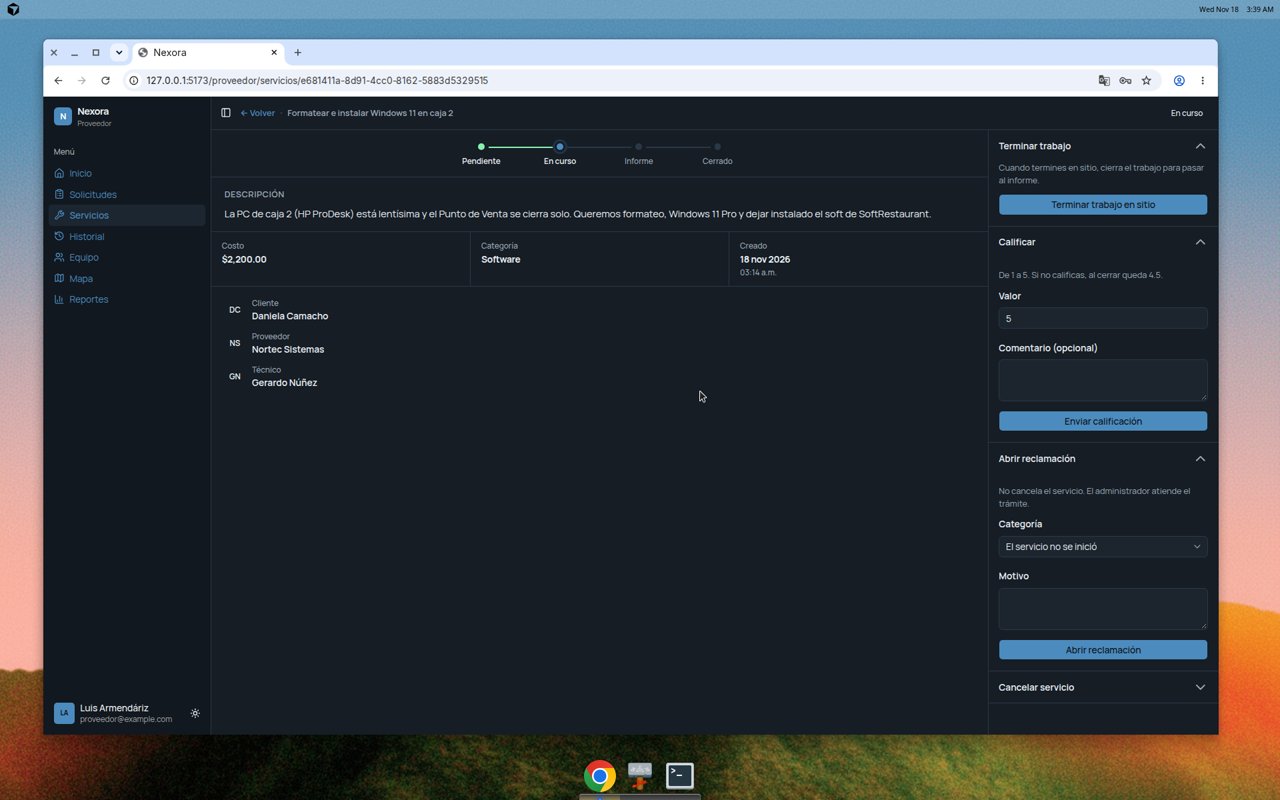 Wed Nov 18 3:39 AM
Nexora
127.0.0.1:5173/proveedor/servicios/e681411a-8d91-4cc0-8162-5883d5329515
N
Nexora
Proveedor
Menú
Inicio
Solicitudes
Servicios
Historial
Equipo
Mapa
Reportes
LA
Luis Armendáriz
proveedor@example.com
← Volver · Formatear e instalar Windows 11 en caja 2
En curso
Pendiente
En curso
Informe
Cerrado
DESCRIPCIÓN
La PC de caja 2 (HP ProDesk) está lentísima y el Punto de Venta se cierra solo. Queremos formateo, Windows 11 Pro y dejar instalado el soft de SoftRestaurant.
Costo
$2,200.00
Categoría
Software
Creado
18 nov 2026
03:14 a.m.
DC
Cliente
Daniela Camacho
NS
Proveedor
Nortec Sistemas
GN
Técnico
Gerardo Núñez
Terminar trabajo
Cuando termines en sitio, cierra el trabajo para pasar
al informe.
Terminar trabajo en sitio
Calificar
De 1 a 5. Si no calificas, al cerrar queda 4.5.
Valor
5
Comentario (opcional)
Enviar calificación
Abrir reclamación
No cancela el servicio. El administrador atiende el
trámite.
Categoría
El servicio no se inició
Motivo
Abrir reclamación
Cancelar servicio